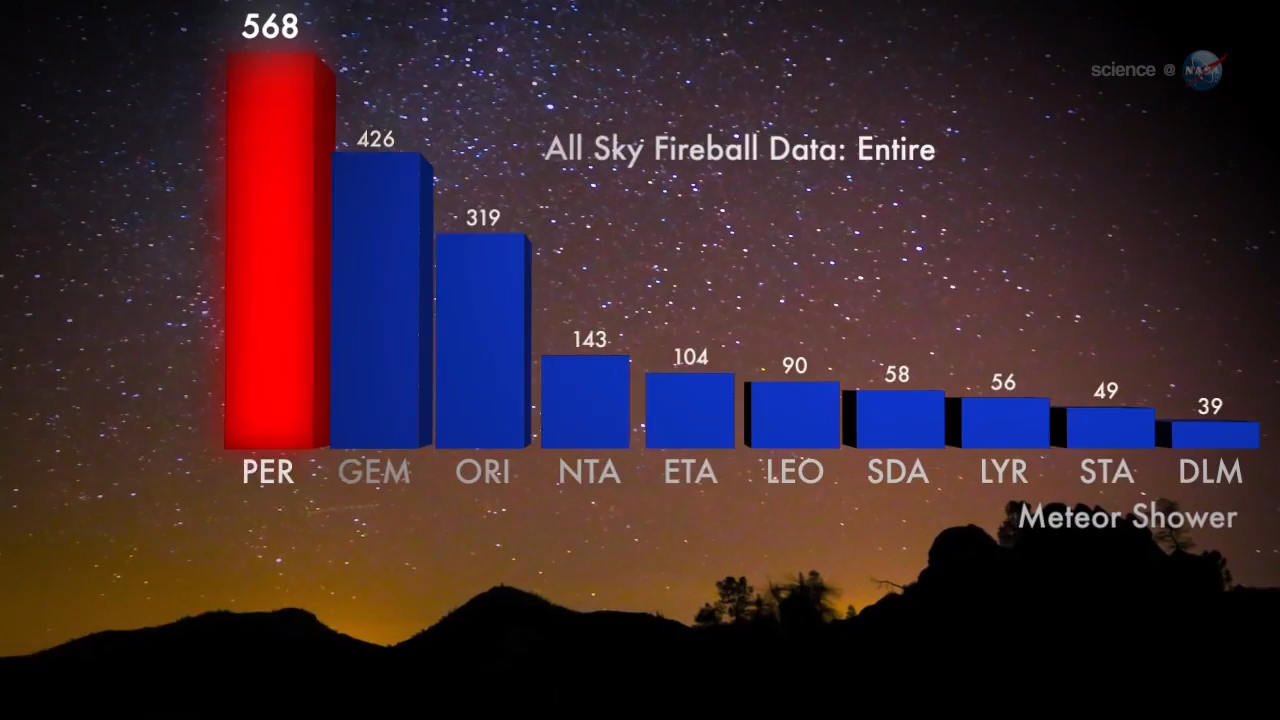 568
science @ NASA
426
All Sky Fireball Data: Entire
319
143
104
90
58
56
49
39
PER GEM ORI NTA ETA LEO SDA LYR STA DLM
Meteor Shower